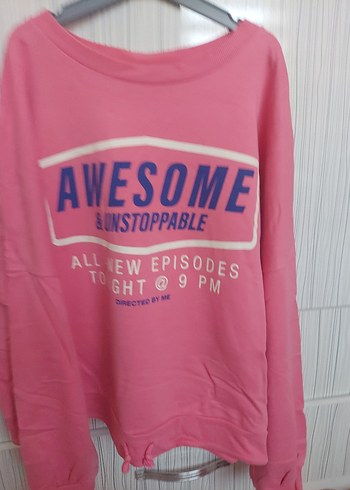 AWESOME
& UNSTOPPABLE
ALL NEW EPISODES
TONIGHT @ 9 PM
DIRECTED BY ME